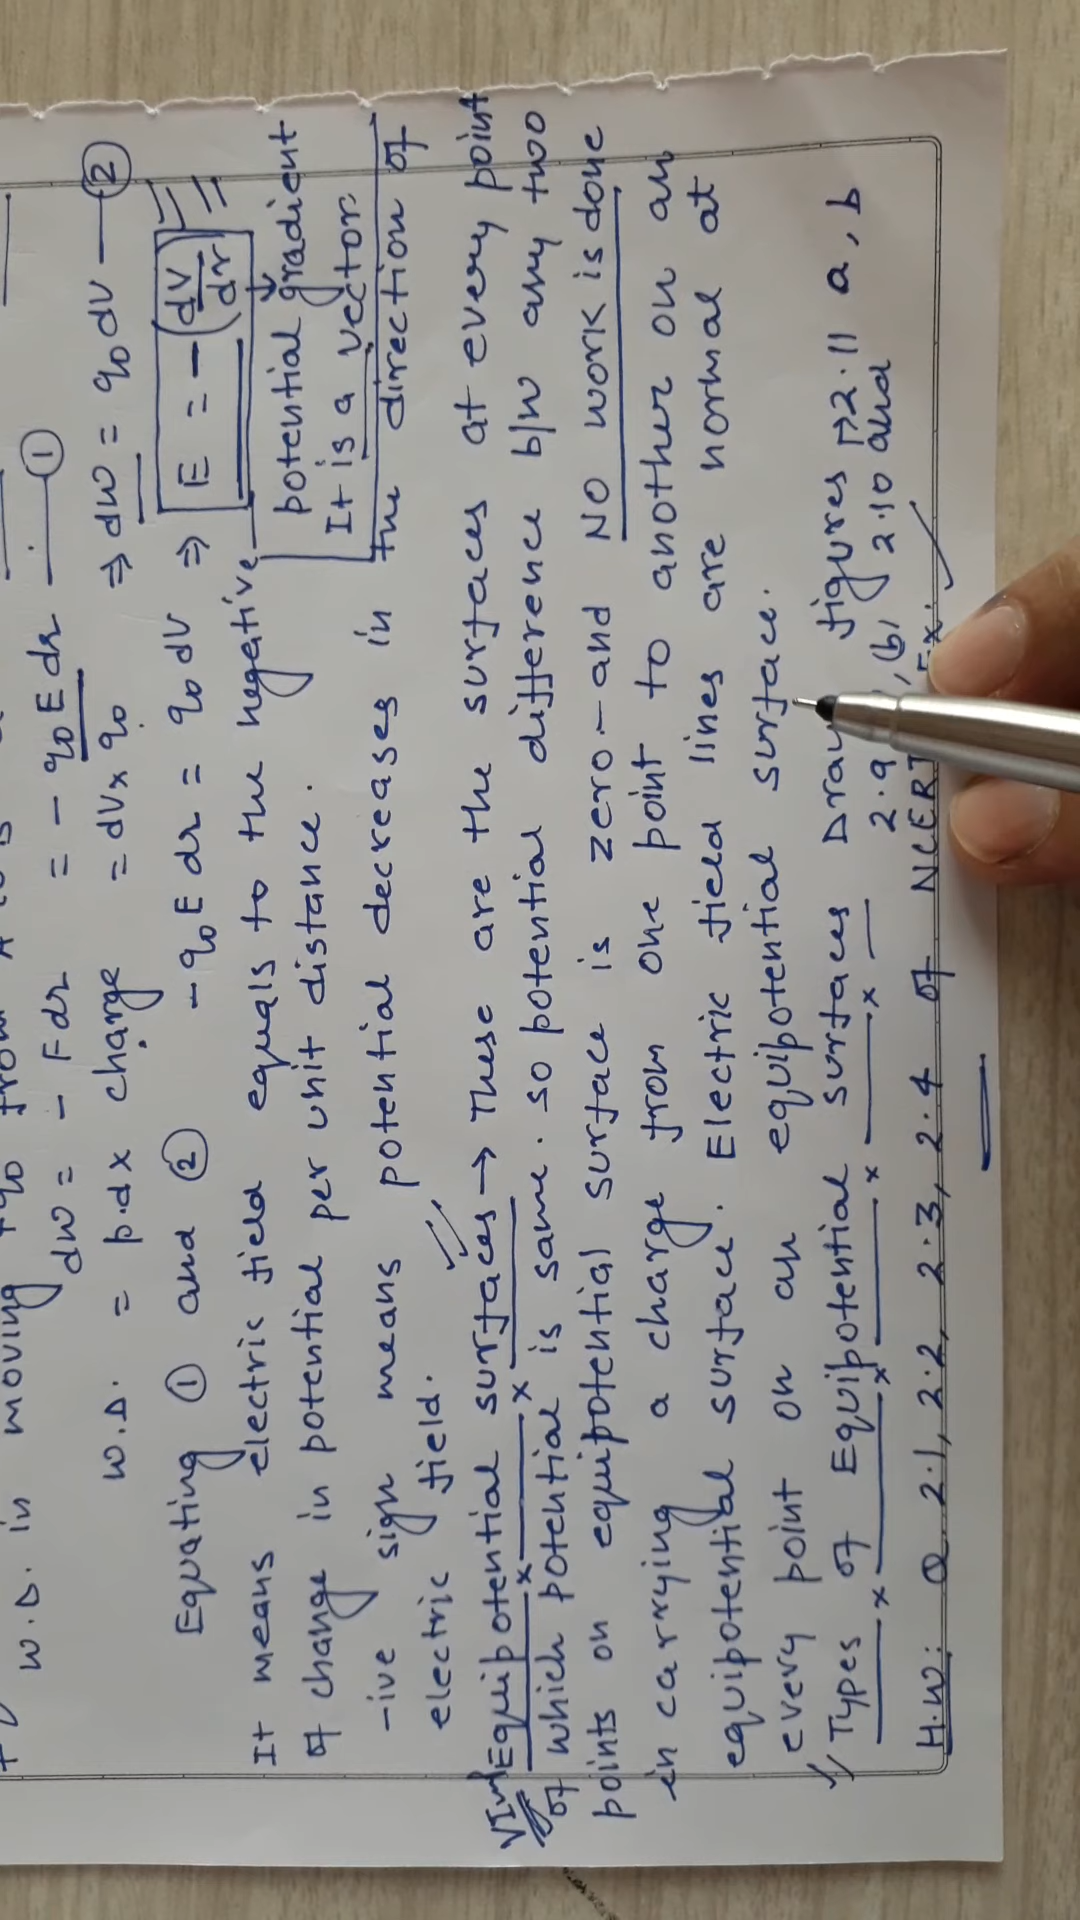 W.D. in moving +q0 from A to B
dW = - Fdr = - q0 E dr ——①
W.D. = p.d x charge = dV x q0 ⇒ dW = q0 dV ——②
Equating ① and ② - q0 E dr = q0 dV ⇒ E = -(dV/dr)
It means electric field equals to the negative
potential gradient
of change in potential per unit distance.
It is a vector.
-ive sign means potential decreases in the direction of
electric field.
VImp Equipotential surfaces → These are the surfaces at every point
of which potential is same. so potential difference b/w any two
points on equipotential surface is zero - and No work is done
in carrying a charge from one point to another on an
equipotential surface. Electric field lines are normal at
every point on an equipotential surface.
Types of Equipotential surfaces Draw figures 2.11 a, b
2.9, (b), 2.10 and
H.W: Q 2.1, 2.2, 2.3, 2.4 of NCERT Ex.